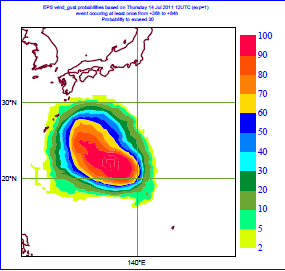 EPS wind_gust probabilities based on Thursday 14 Jul 2011 12UTC (exp=1)
event occuring at least once from +36h to +84h
Probability to exceed 30
100
90
80
70
60
50
40
30
20
10
5
2
30°N
20°N
140°E